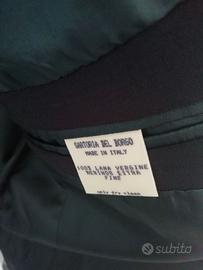 SARTORIA DEL BORGO
MADE IN ITALY
100% LANA VERGINE
MERINOS EXTRA
FINE
only dry clean
subito